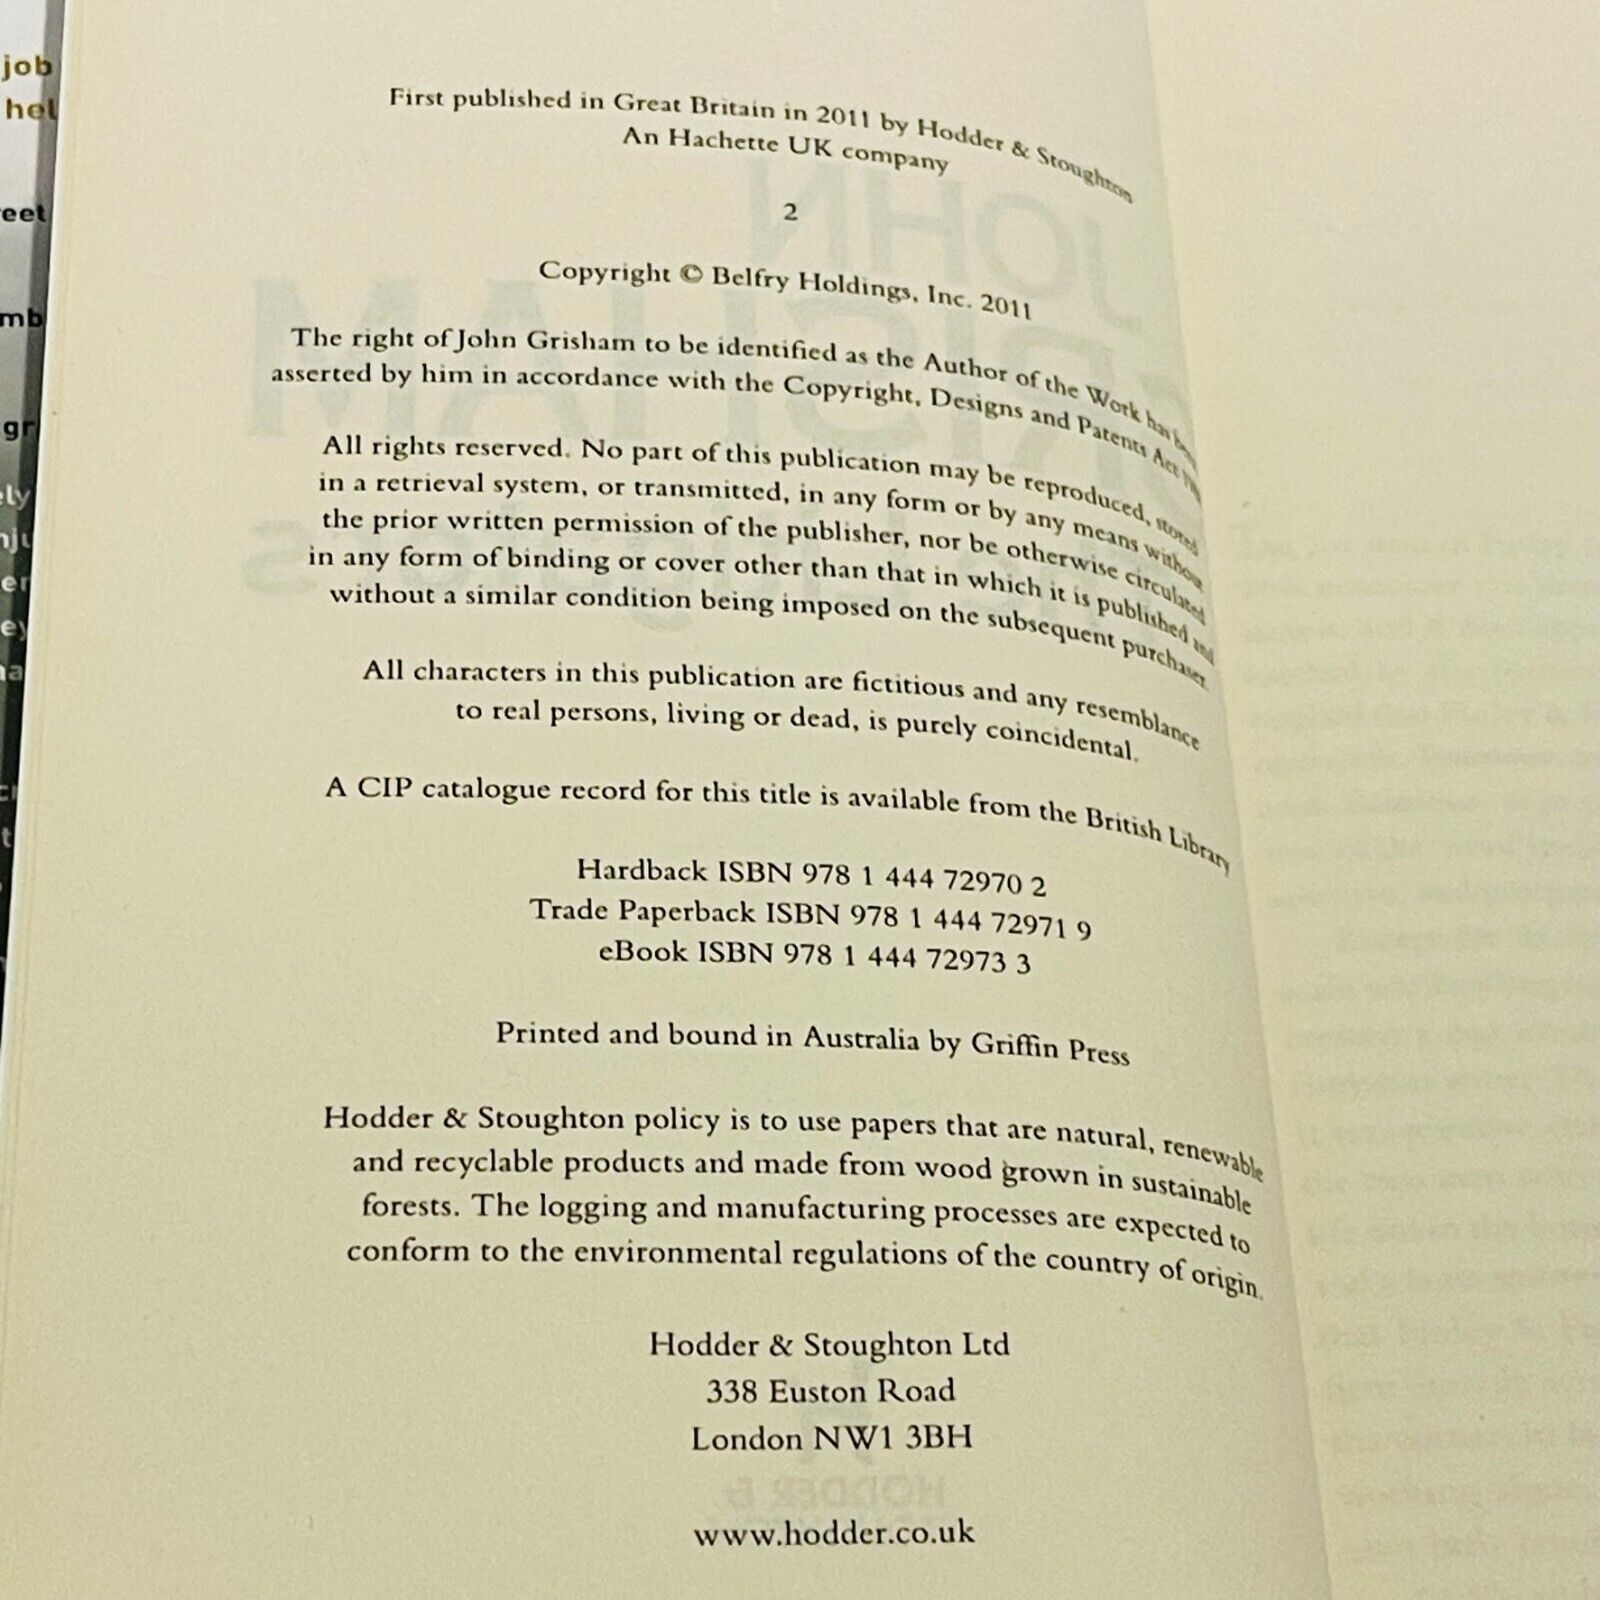 First published in Great Britain in 2011 by Hodder & Stoughton
An Hachette UK company
2
Copyright © Belfry Holdings, Inc. 2011
The right of John Grisham to be identified as the Author of the Work has been
asserted by him in accordance with the Copyright, Designs and Patents Act
All rights reserved. No part of this publication may be reproduced, stored
in a retrieval system, or transmitted, in any form or by any means without
the prior written permission of the publisher, nor be otherwise circulated
in any form of binding or cover other than that in which it is published and
without a similar condition being imposed on the subsequent purchaser.
All characters in this publication are fictitious and any resemblance
to real persons, living or dead, is purely coincidental.
A CIP catalogue record for this title is available from the British Library
Hardback ISBN 978 1 444 72970 2
Trade Paperback ISBN 978 1 444 72971 9
eBook ISBN 978 1 444 72973 3
Printed and bound in Australia by Griffin Press
Hodder & Stoughton policy is to use papers that are natural, renewable
and recyclable products and made from wood grown in sustainable
forests. The logging and manufacturing processes are expected to
conform to the environmental regulations of the country of origin.
Hodder & Stoughton Ltd
338 Euston Road
London NW1 3BH
www.hodder.co.uk
job
hel
eet
mb
gr
ely